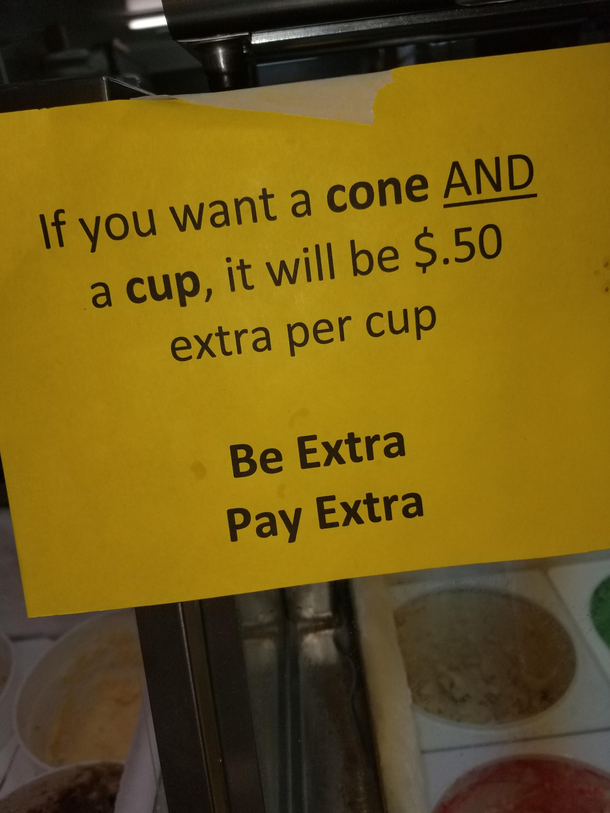 If you want a cone AND
a cup, it will be $.50
extra per cup
Be Extra
Pay Extra